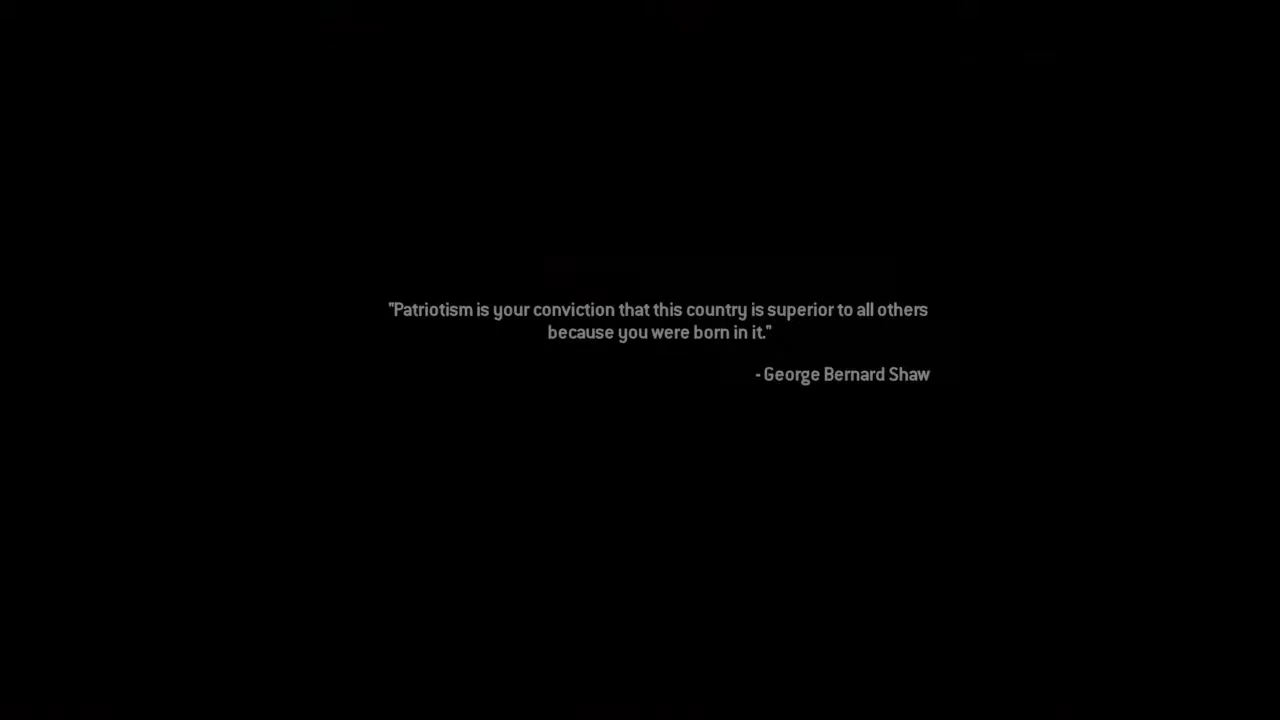 "Patriotism is your conviction that this country is superior to all others
because you were born in it."
- George Bernard Shaw